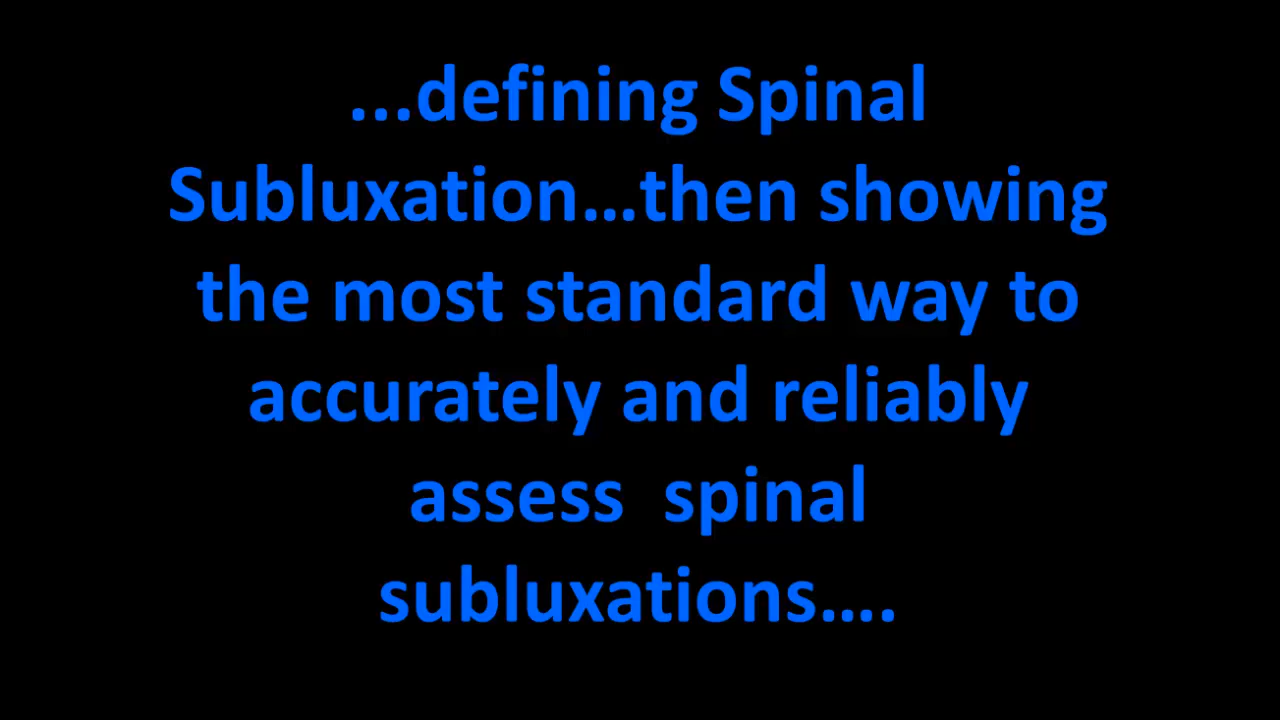 ...defining Spinal
Subluxation...then showing
the most standard way to
accurately and reliably
assess  spinal
subluxations....